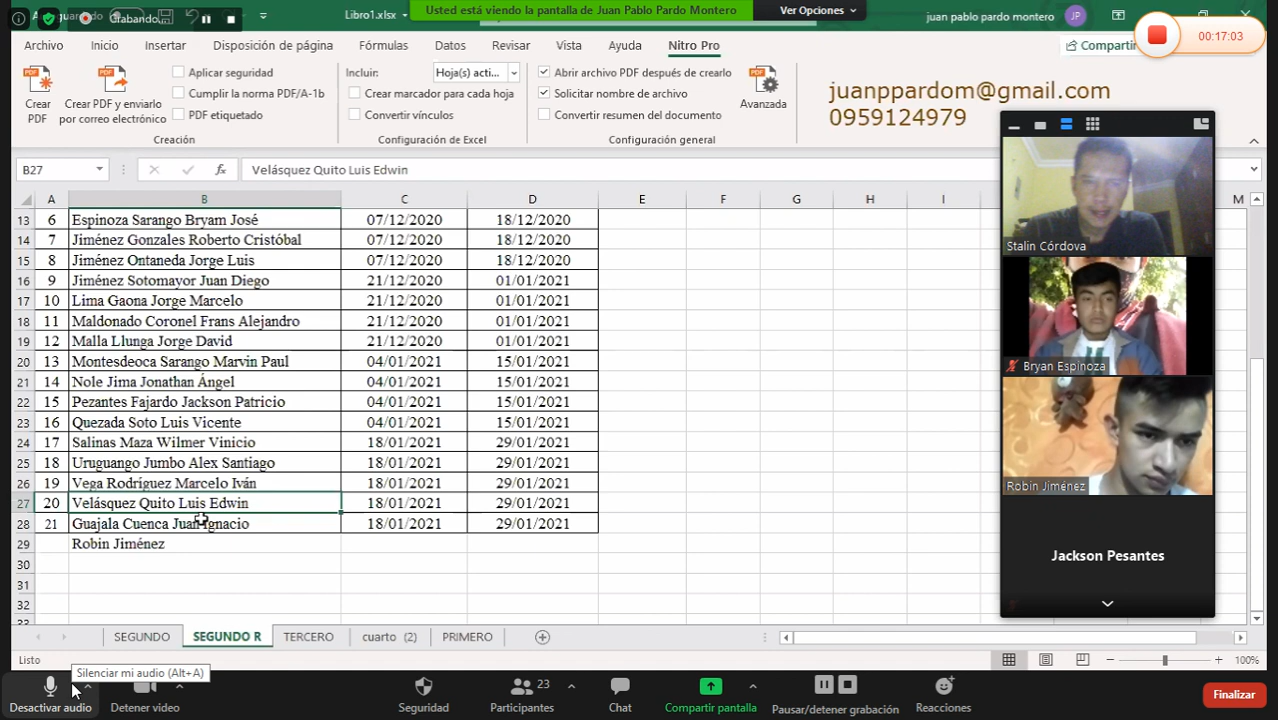 Grabando...
Libro1.xlsx
Usted está viendo la pantalla de Juan Pablo Pardo Montero
Ver Opciones
juan pablo pardo montero
JP
Archivo Inicio Insertar Disposición de página Fórmulas Datos Revisar Vista Ayuda Nitro Pro
Compartir
00:17:03
Crear PDF
Crear PDF y enviarlo por correo electrónico
Aplicar seguridad
Cumplir la norma PDF/A-1b
PDF etiquetado
Creación
Incluir: Hoja(s) acti...
Crear marcador para cada hoja
Convertir vínculos
Configuración de Excel
Abrir archivo PDF después de crearlo
Solicitar nombre de archivo
Convertir resumen del documento
Configuración general
Avanzada
juanppardom@gmail.com
0959124979
B27 fx Velásquez Quito Luis Edwin
A B C D E F G H I M
13 6 Espinoza Sarango Bryam José 07/12/2020 18/12/2020
14 7 Jiménez Gonzales Roberto Cristóbal 07/12/2020 18/12/2020
15 8 Jiménez Ontaneda Jorge Luis 07/12/2020 18/12/2020
16 9 Jiménez Sotomayor Juan Diego 21/12/2020 01/01/2021
17 10 Lima Gaona Jorge Marcelo 21/12/2020 01/01/2021
18 11 Maldonado Coronel Frans Alejandro 21/12/2020 01/01/2021
19 12 Malla Llunga Jorge David 21/12/2020 01/01/2021
20 13 Montesdeoca Sarango Marvin Paul 04/01/2021 15/01/2021
21 14 Nole Jima Jonathan Ángel 04/01/2021 15/01/2021
22 15 Pezantes Fajardo Jackson Patricio 04/01/2021 15/01/2021
23 16 Quezada Soto Luis Vicente 04/01/2021 15/01/2021
24 17 Salinas Maza Wilmer Vinicio 18/01/2021 29/01/2021
25 18 Uruguango Jumbo Alex Santiago 18/01/2021 29/01/2021
26 19 Vega Rodríguez Marcelo Iván 18/01/2021 29/01/2021
27 20 Velásquez Quito Luis Edwin 18/01/2021 29/01/2021
28 21 Guajala Cuenca Juan Ignacio 18/01/2021 29/01/2021
29 Robin Jiménez
30
31
32
33
Stalin Córdova
Bryan Espinoza
Robin Jiménez
Jackson Pesantes
SEGUNDO SEGUNDO R TERCERO cuarto (2) PRIMERO
Listo
100%
Silenciar mi audio (Alt+A)
Desactivar audio
Detener video
Seguridad
23
Participantes
Chat
Compartir pantalla
Pausar/detener grabación
Reacciones
Finalizar